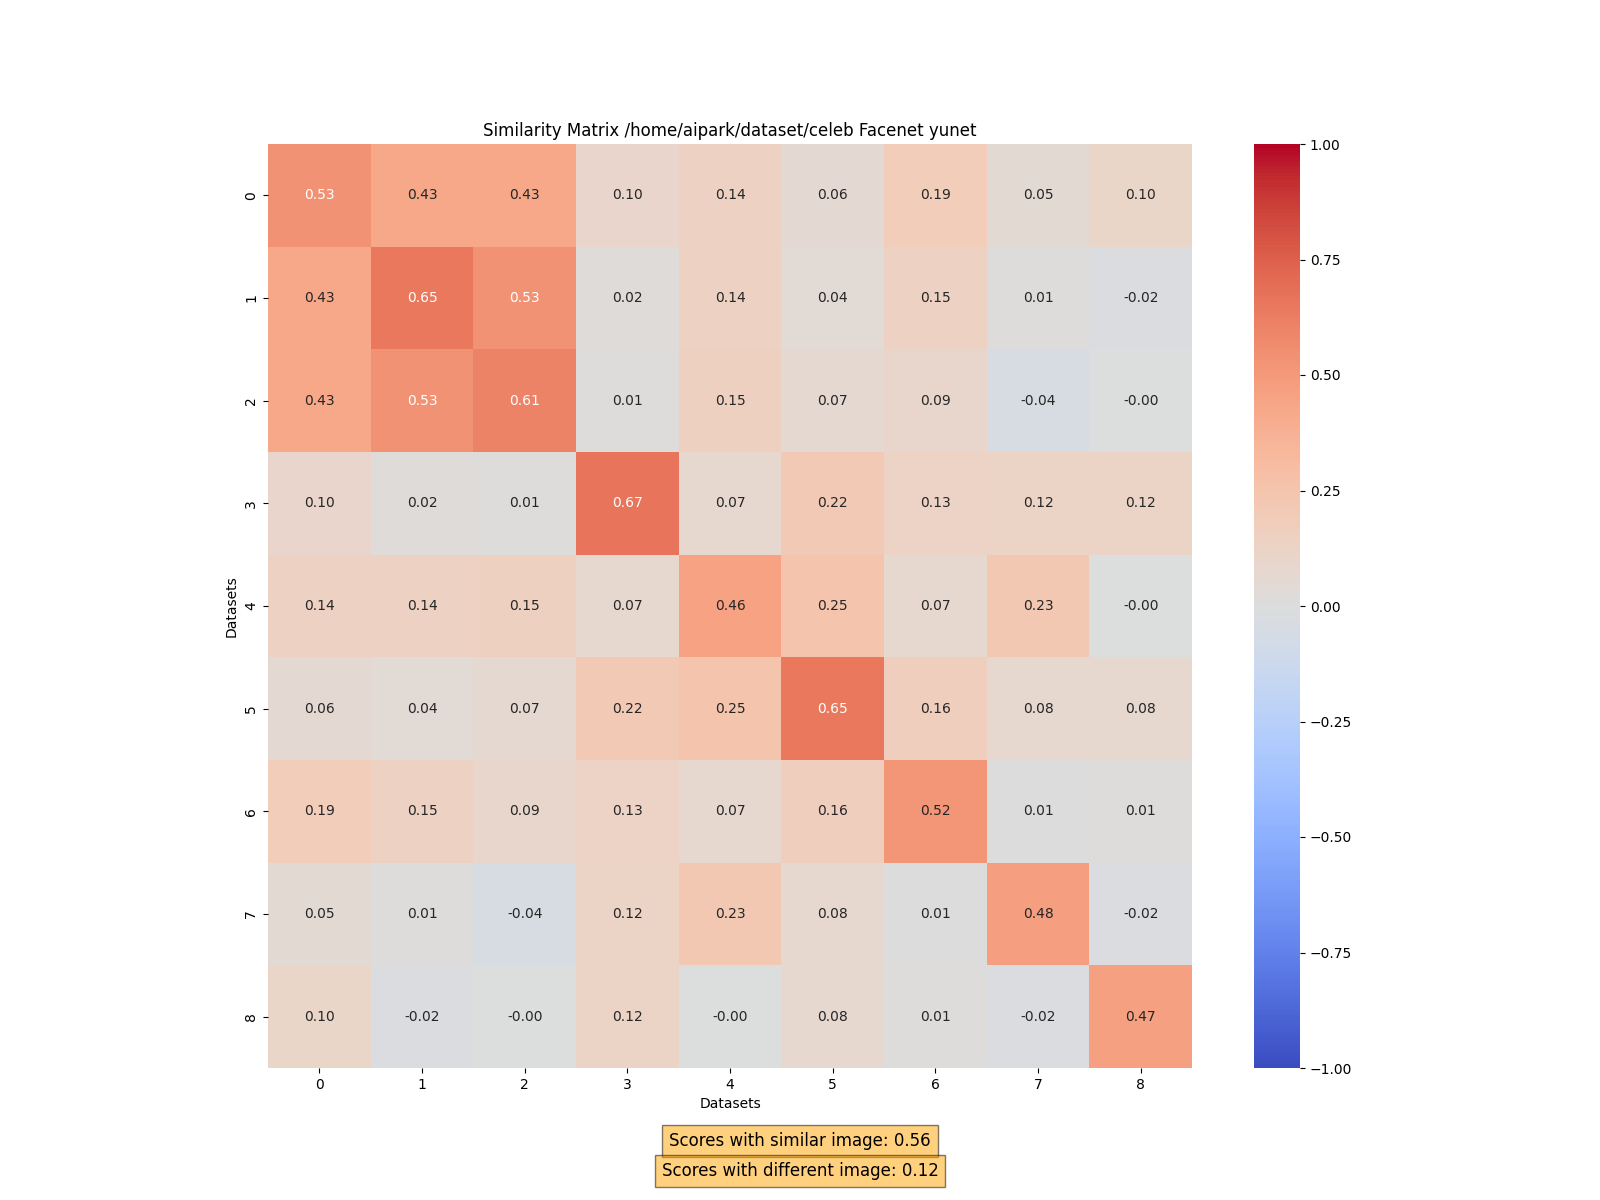 Similarity Matrix /home/aipark/dataset/celeb Facenet yunet
0 0.53 0.43 0.43 0.10 0.14 0.06 0.19 0.05 0.10
1 0.43 0.65 0.53 0.02 0.14 0.04 0.15 0.01 -0.02
2 0.43 0.53 0.61 0.01 0.15 0.07 0.09 -0.04 -0.00
3 0.10 0.02 0.01 0.67 0.07 0.22 0.13 0.12 0.12
4 0.14 0.14 0.15 0.07 0.46 0.25 0.07 0.23 -0.00
5 0.06 0.04 0.07 0.22 0.25 0.65 0.16 0.08 0.08
6 0.19 0.15 0.09 0.13 0.07 0.16 0.52 0.01 0.01
7 0.05 0.01 -0.04 0.12 0.23 0.08 0.01 0.48 -0.02
8 0.10 -0.02 -0.00 0.12 -0.00 0.08 0.01 -0.02 0.47
0 1 2 3 4 5 6 7 8
Datasets
Datasets
1.00
0.75
0.50
0.25
0.00
−0.25
−0.50
−0.75
−1.00
Scores with similar image: 0.56
Scores with different image: 0.12